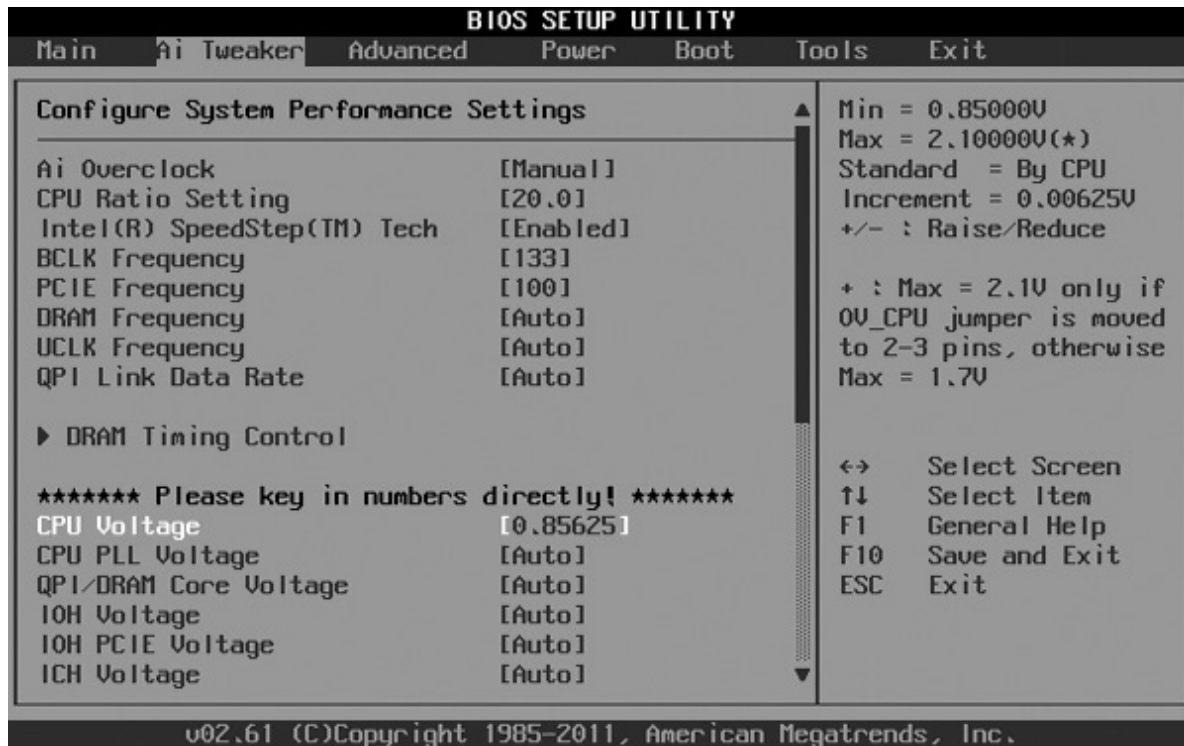 BIOS SETUP UTILITY
Main Ai Tweaker Advanced Power Boot Tools Exit
Configure System Performance Settings
Ai Overclock [Manual]
CPU Ratio Setting [20.0]
Intel(R) SpeedStep(TM) Tech [Enabled]
BCLK Frequency [133]
PCIE Frequency [100]
DRAM Frequency [Auto]
UCLK Frequency [Auto]
QPI Link Data Rate [Auto]
▶ DRAM Timing Control
******* Please key in numbers directly! *******
CPU Voltage [0.85625]
CPU PLL Voltage [Auto]
QPI/DRAM Core Voltage [Auto]
IOH Voltage [Auto]
IOH PCIE Voltage [Auto]
ICH Voltage [Auto]
Min = 0.85000V
Max = 2.10000V(*)
Standard = By CPU
Increment = 0.00625V
+/- : Raise/Reduce
+ : Max = 2.1V only if
OV_CPU jumper is moved
to 2-3 pins, otherwise
Max = 1.7V
←→ Select Screen
↑↓ Select Item
F1 General Help
F10 Save and Exit
ESC Exit
v02.61 (C)Copyright 1985-2011, American Megatrends, Inc.